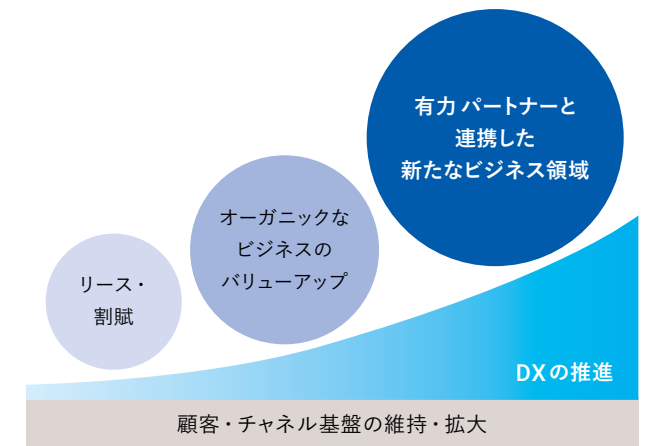 有力パートナーと
連携した
新たなビジネス領域
オーガニックな
ビジネスの
バリューアップ
リース・
割賦
DXの推進
顧客・チャネル基盤の維持・拡大